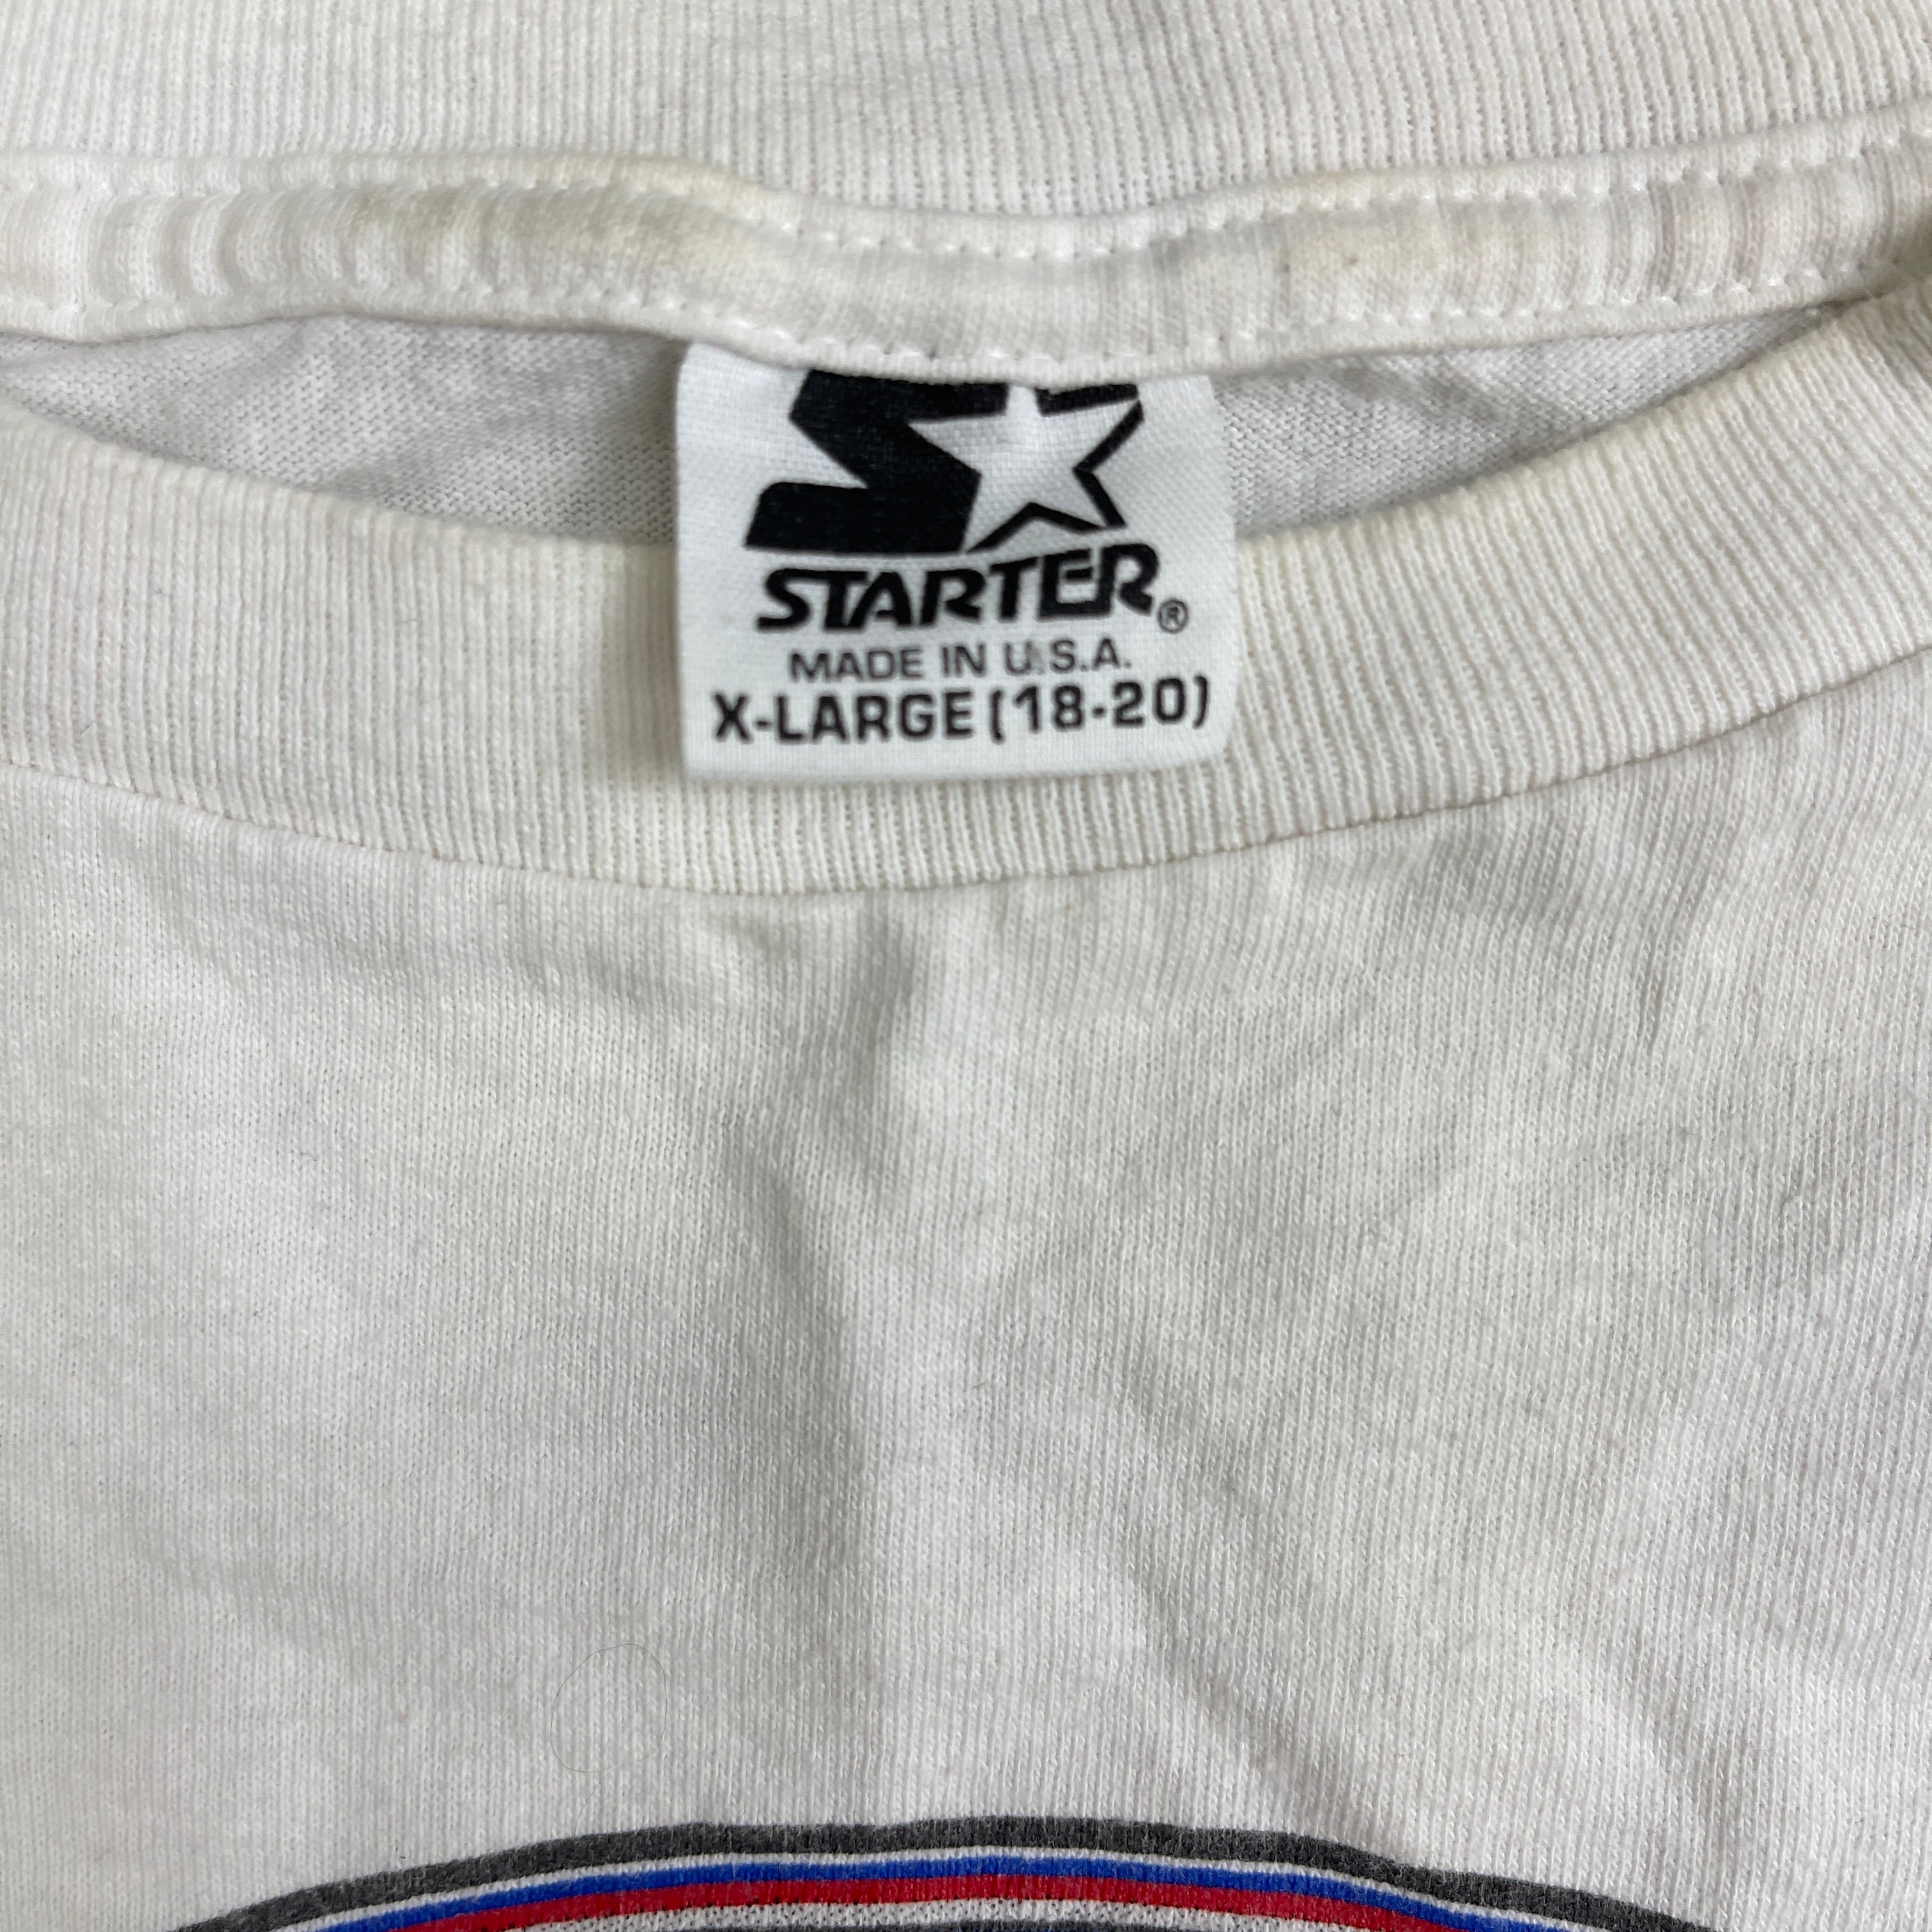 STARTER®
MADE IN U.S.A.
X-LARGE (18-20)